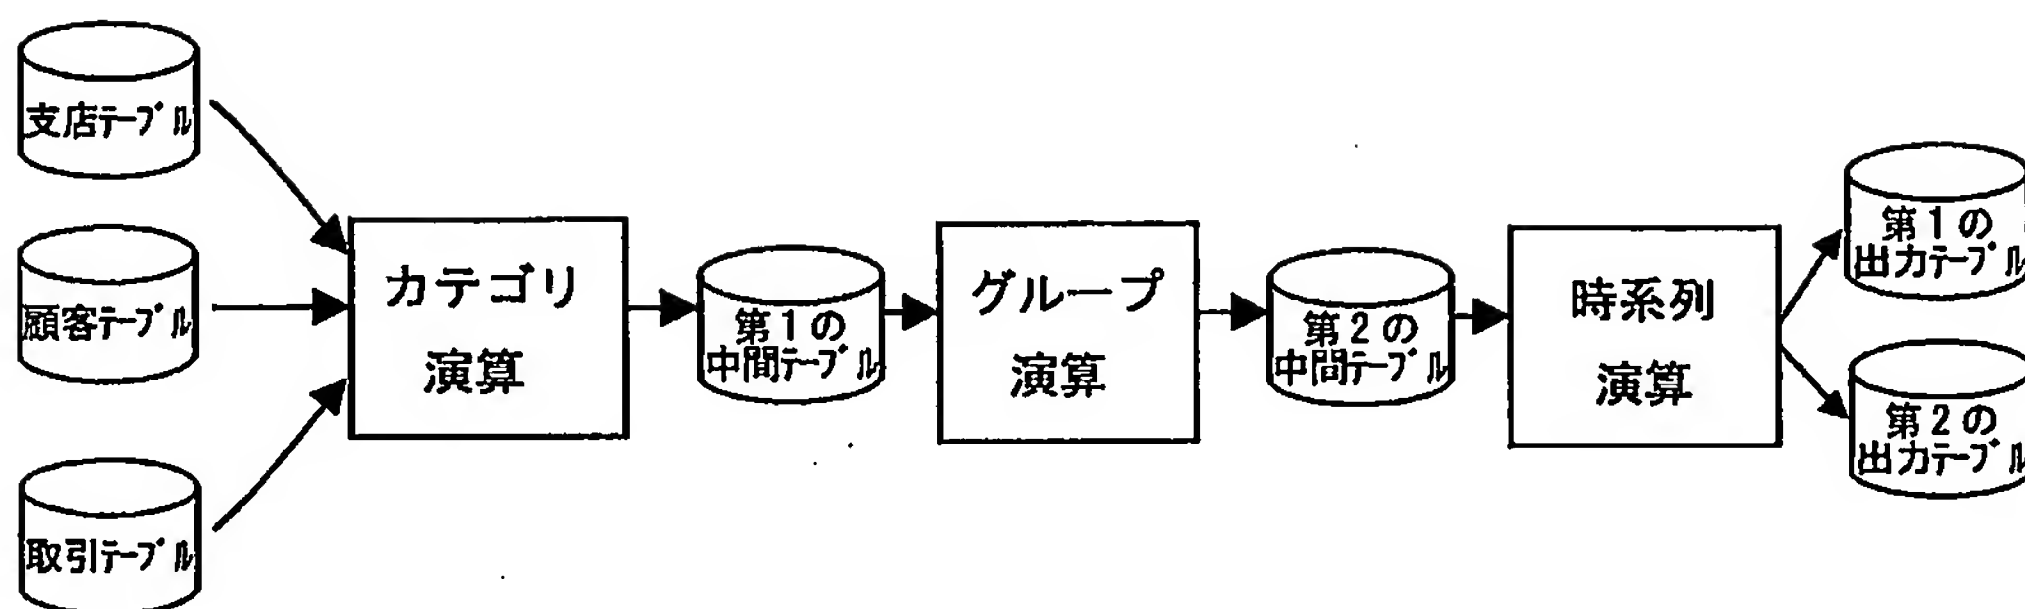 支店テーブル
顧客テーブル
取引テーブル
カテゴリ
演算
第1の
中間テーブル
グループ
演算
第2の
中間テーブル
時系列
演算
第1の
出力テーブル
第2の
出力テーブル